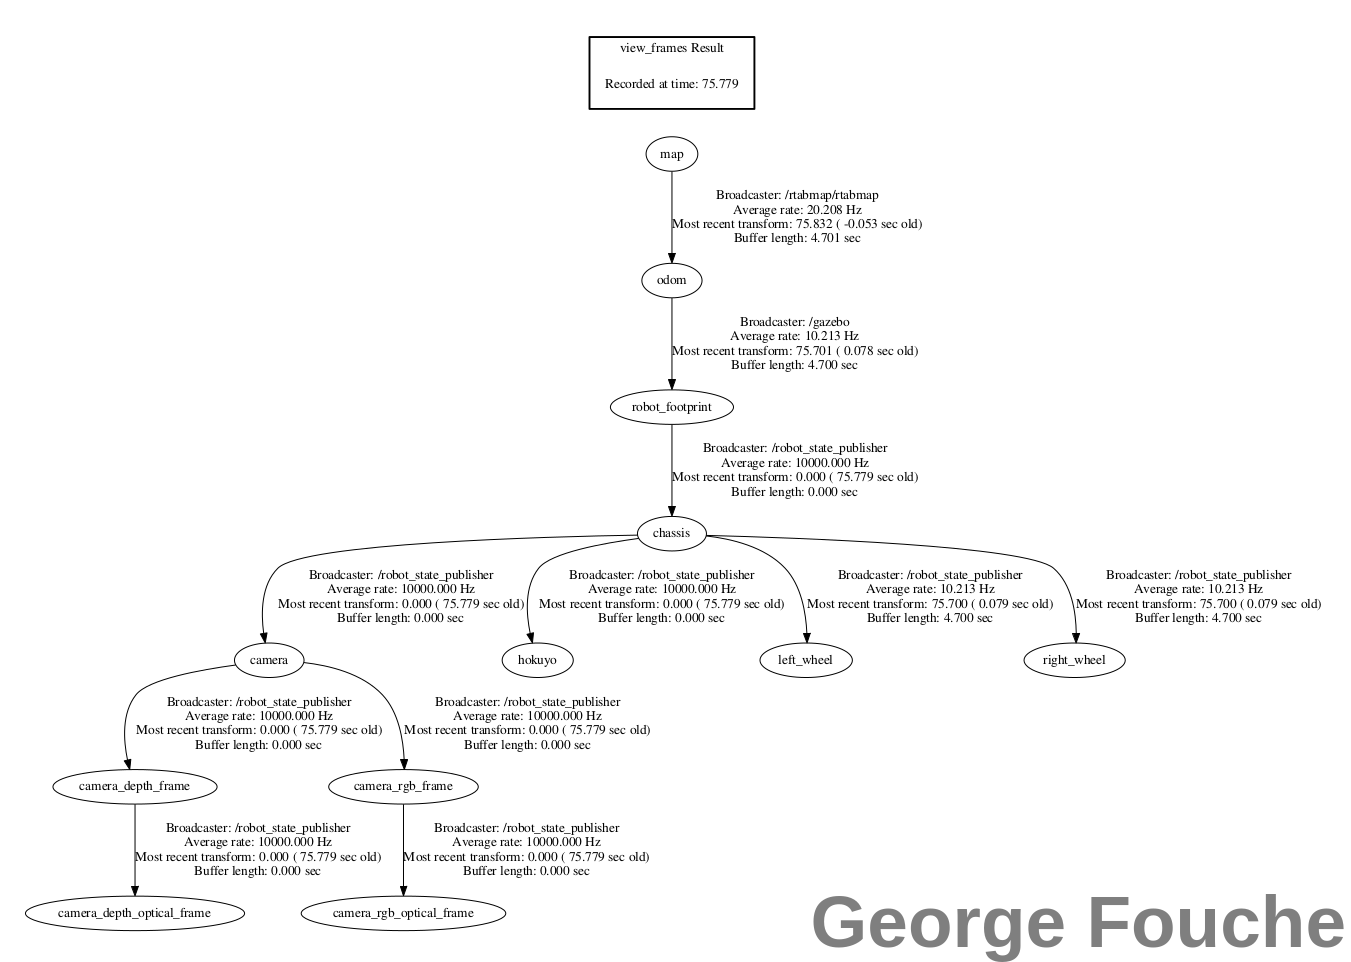 view_frames Result
Recorded at time: 75.779
map
Broadcaster: /rtabmap/rtabmap
Average rate: 20.208 Hz
Most recent transform: 75.832 ( -0.053 sec old)
Buffer length: 4.701 sec
odom
Broadcaster: /gazebo
Average rate: 10.213 Hz
Most recent transform: 75.701 ( 0.078 sec old)
Buffer length: 4.700 sec
robot_footprint
Broadcaster: /robot_state_publisher
Average rate: 10000.000 Hz
Most recent transform: 0.000 ( 75.779 sec old)
Buffer length: 0.000 sec
chassis
Broadcaster: /robot_state_publisher
Average rate: 10000.000 Hz
Most recent transform: 0.000 ( 75.779 sec old)
Buffer length: 0.000 sec
Broadcaster: /robot_state_publisher
Average rate: 10000.000 Hz
Most recent transform: 0.000 ( 75.779 sec old)
Buffer length: 0.000 sec
Broadcaster: /robot_state_publisher
Average rate: 10.213 Hz
Most recent transform: 75.700 ( 0.079 sec old)
Buffer length: 4.700 sec
Broadcaster: /robot_state_publisher
Average rate: 10.213 Hz
Most recent transform: 75.700 ( 0.079 sec old)
Buffer length: 4.700 sec
camera
hokuyo
left_wheel
right_wheel
Broadcaster: /robot_state_publisher
Average rate: 10000.000 Hz
Most recent transform: 0.000 ( 75.779 sec old)
Buffer length: 0.000 sec
Broadcaster: /robot_state_publisher
Average rate: 10000.000 Hz
Most recent transform: 0.000 ( 75.779 sec old)
Buffer length: 0.000 sec
camera_depth_frame
camera_rgb_frame
Broadcaster: /robot_state_publisher
Average rate: 10000.000 Hz
Most recent transform: 0.000 ( 75.779 sec old)
Buffer length: 0.000 sec
Broadcaster: /robot_state_publisher
Average rate: 10000.000 Hz
Most recent transform: 0.000 ( 75.779 sec old)
Buffer length: 0.000 sec
camera_depth_optical_frame
camera_rgb_optical_frame
George Fouche